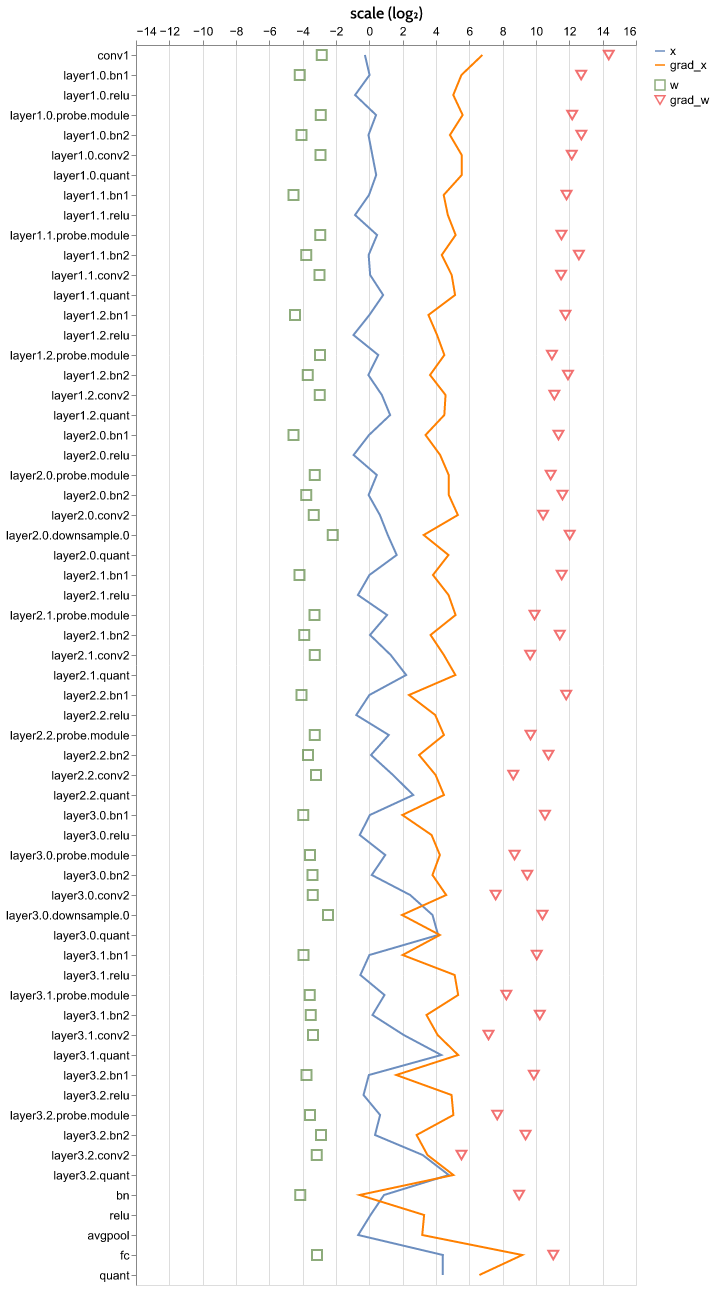 scale (log₂)
−14 −12 −10 −8 −6 −4 −2 0 2 4 6 8 10 12 14 16
x
grad_x
w
grad_w
conv1
layer1.0.bn1
layer1.0.relu
layer1.0.probe.module
layer1.0.bn2
layer1.0.conv2
layer1.0.quant
layer1.1.bn1
layer1.1.relu
layer1.1.probe.module
layer1.1.bn2
layer1.1.conv2
layer1.1.quant
layer1.2.bn1
layer1.2.relu
layer1.2.probe.module
layer1.2.bn2
layer1.2.conv2
layer1.2.quant
layer2.0.bn1
layer2.0.relu
layer2.0.probe.module
layer2.0.bn2
layer2.0.conv2
layer2.0.downsample.0
layer2.0.quant
layer2.1.bn1
layer2.1.relu
layer2.1.probe.module
layer2.1.bn2
layer2.1.conv2
layer2.1.quant
layer2.2.bn1
layer2.2.relu
layer2.2.probe.module
layer2.2.bn2
layer2.2.conv2
layer2.2.quant
layer3.0.bn1
layer3.0.relu
layer3.0.probe.module
layer3.0.bn2
layer3.0.conv2
layer3.0.downsample.0
layer3.0.quant
layer3.1.bn1
layer3.1.relu
layer3.1.probe.module
layer3.1.bn2
layer3.1.conv2
layer3.1.quant
layer3.2.bn1
layer3.2.relu
layer3.2.probe.module
layer3.2.bn2
layer3.2.conv2
layer3.2.quant
bn
relu
avgpool
fc
quant